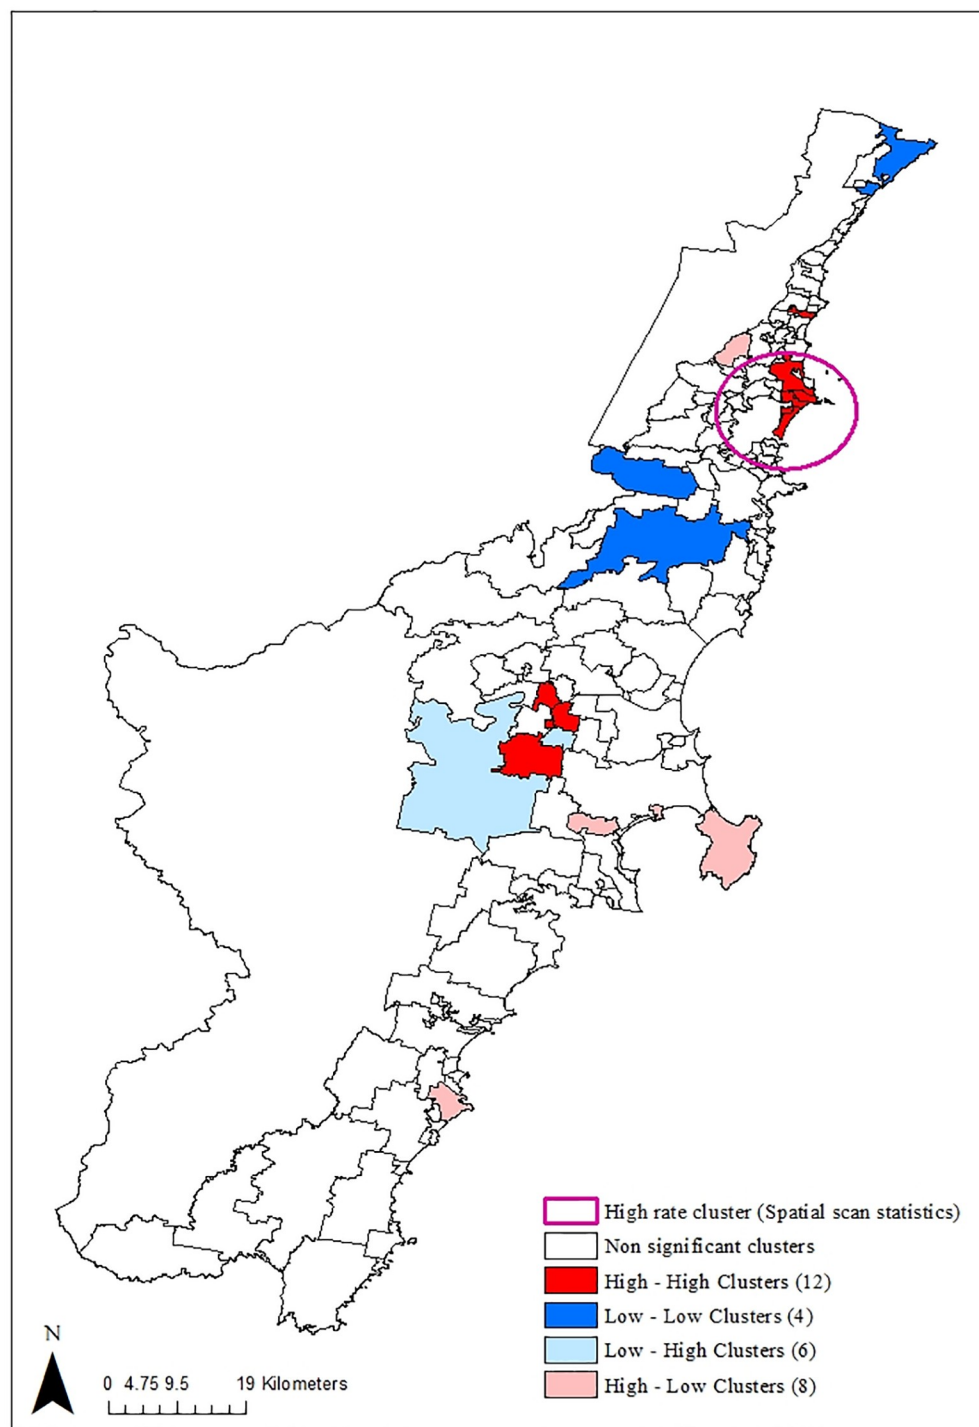 High rate cluster (Spatial scan statistics)
Non significant clusters
High - High Clusters (12)
Low - Low Clusters (4)
Low - High Clusters (6)
High - Low Clusters (8)
N
0 4.75 9.5 19 Kilometers